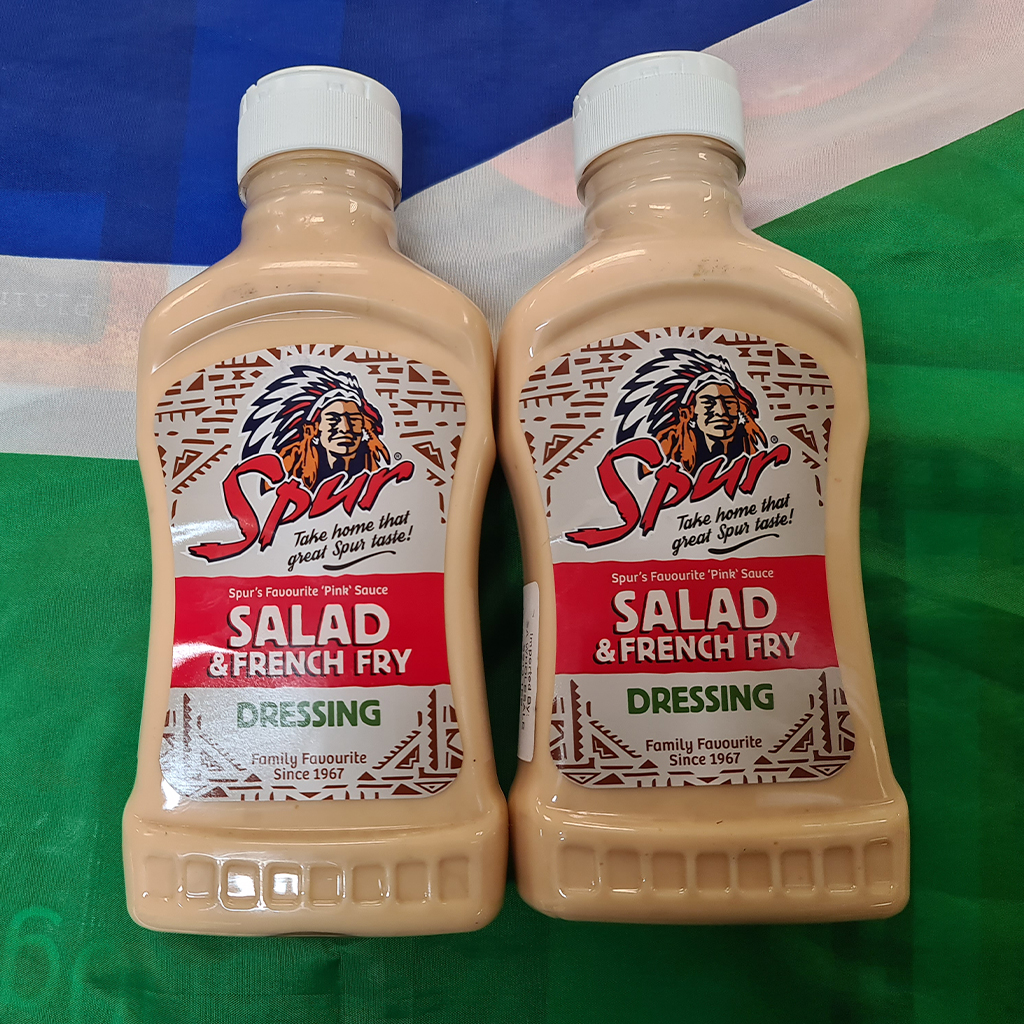 Spur®
Take home that
great Spur taste!
Spur's Favourite 'Pink' Sauce
SALAD
& FRENCH FRY
DRESSING
Family Favourite
Since 1967
Spur®
Take home that
great Spur taste!
Spur's Favourite 'Pink' Sauce
SALAD
& FRENCH FRY
DRESSING
Family Favourite
Since 1967
Imported By: